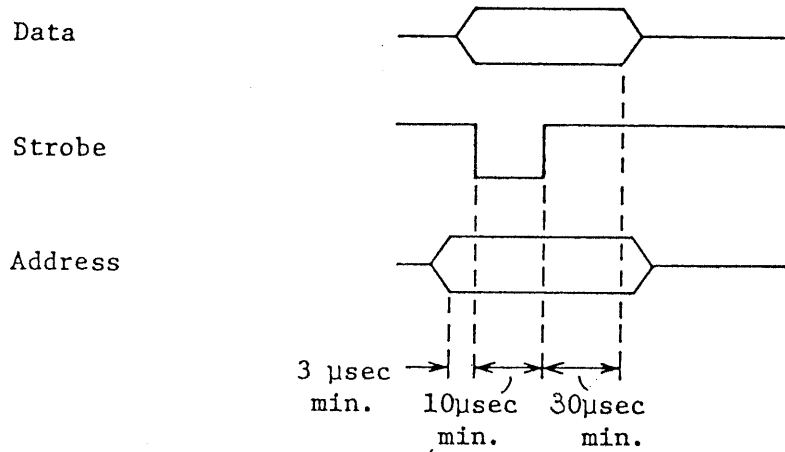 Data
Strobe
Address
3 µsec
min.
10µsec
min.
30µsec
min.